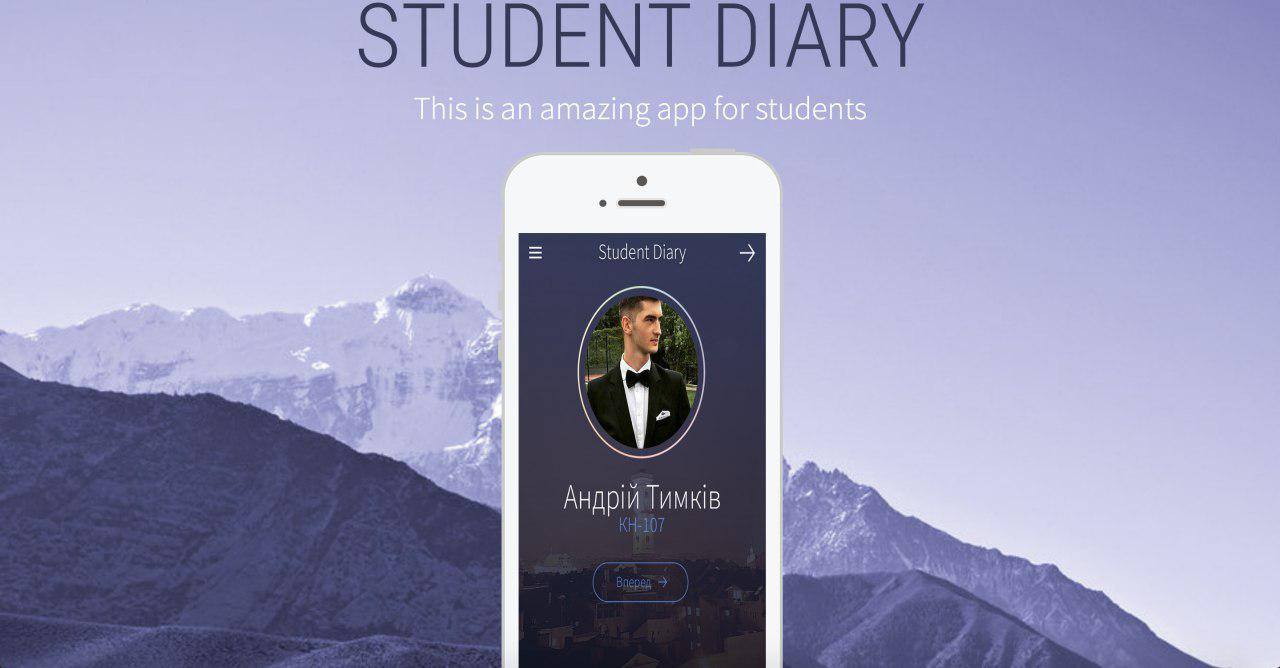 STUDENT DIARY
This is an amazing app for students
Student Diary
Андрій Тимків
КН-107
Вперед